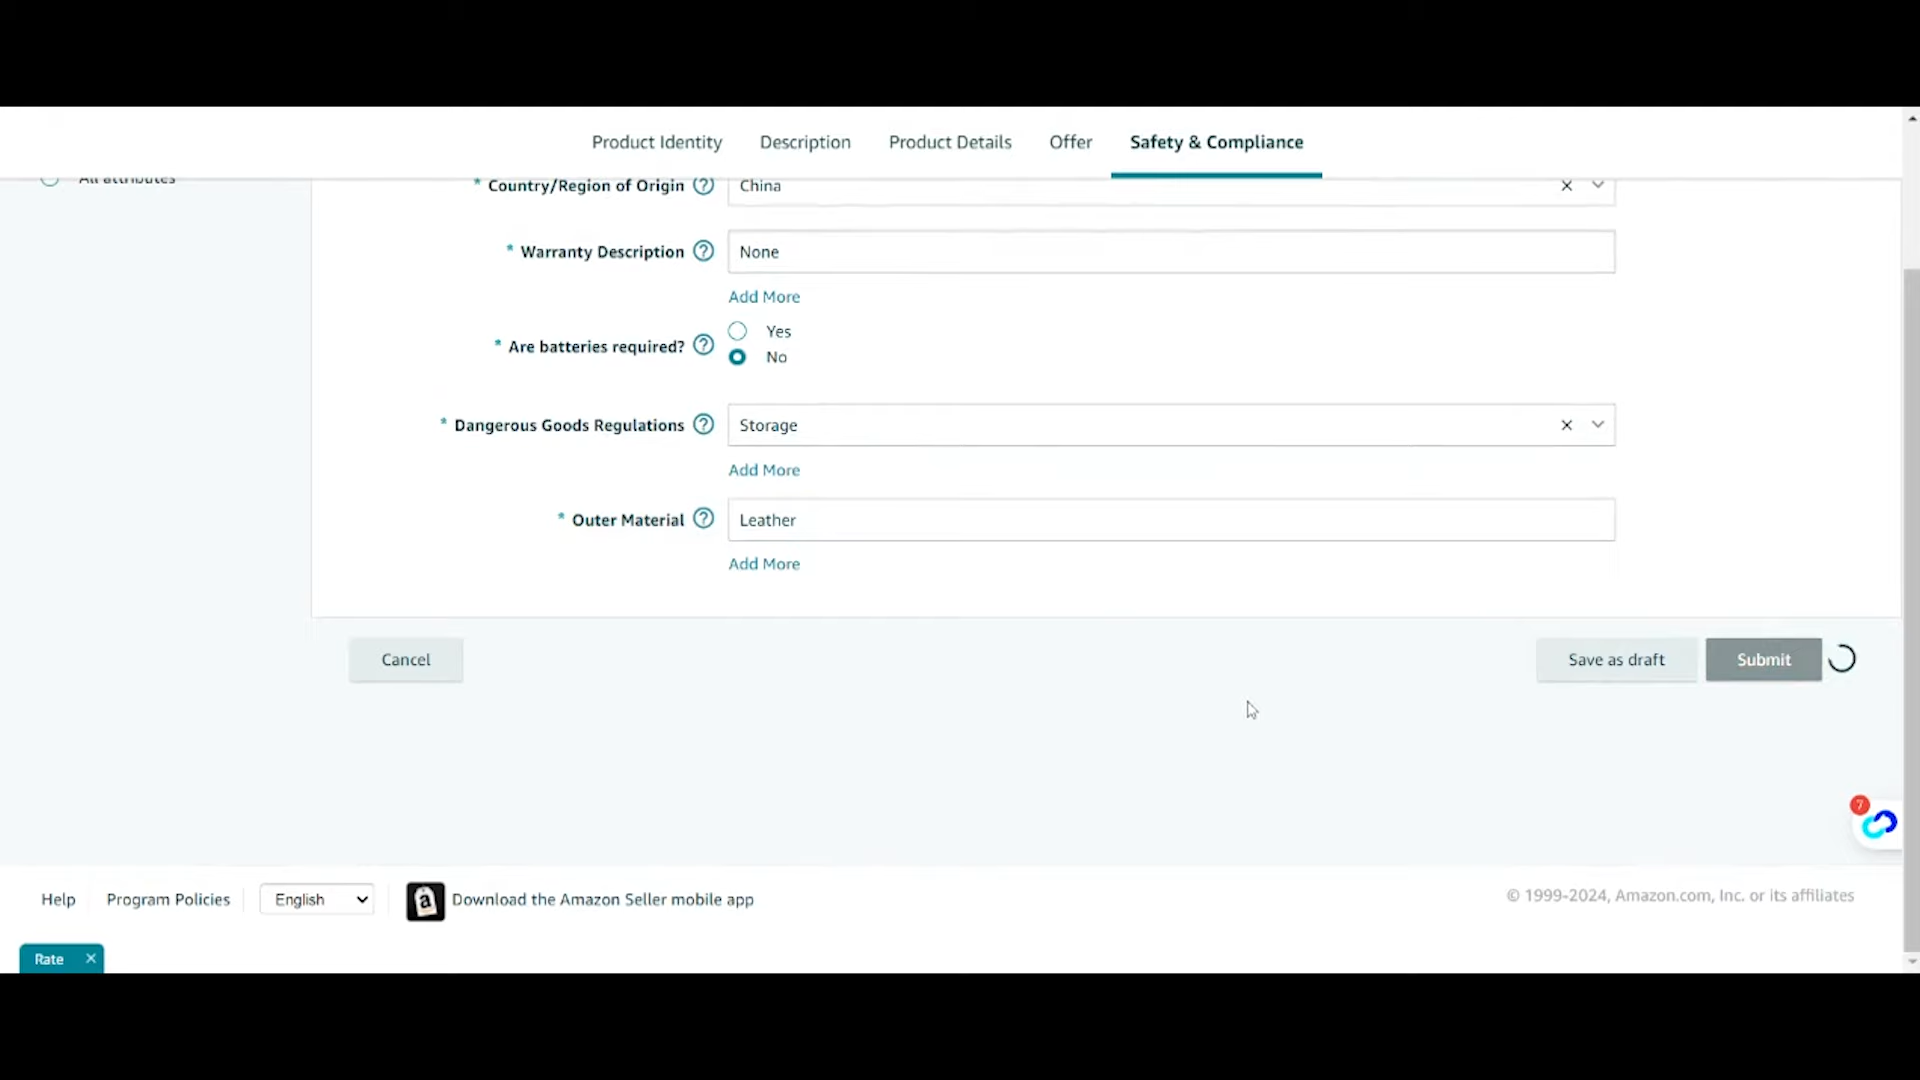 Product Identity Description Product Details Offer Safety & Compliance
All attributes
* Country/Region of Origin ? China
* Warranty Description ? None
Add More
Yes
* Are batteries required? ?
No
* Dangerous Goods Regulations ? Storage
Add More
* Outer Material ? Leather
Add More
Cancel Save as draft Submit
7
Help Program Policies English Download the Amazon Seller mobile app © 1999-2024, Amazon.com, Inc. or its affiliates
Rate